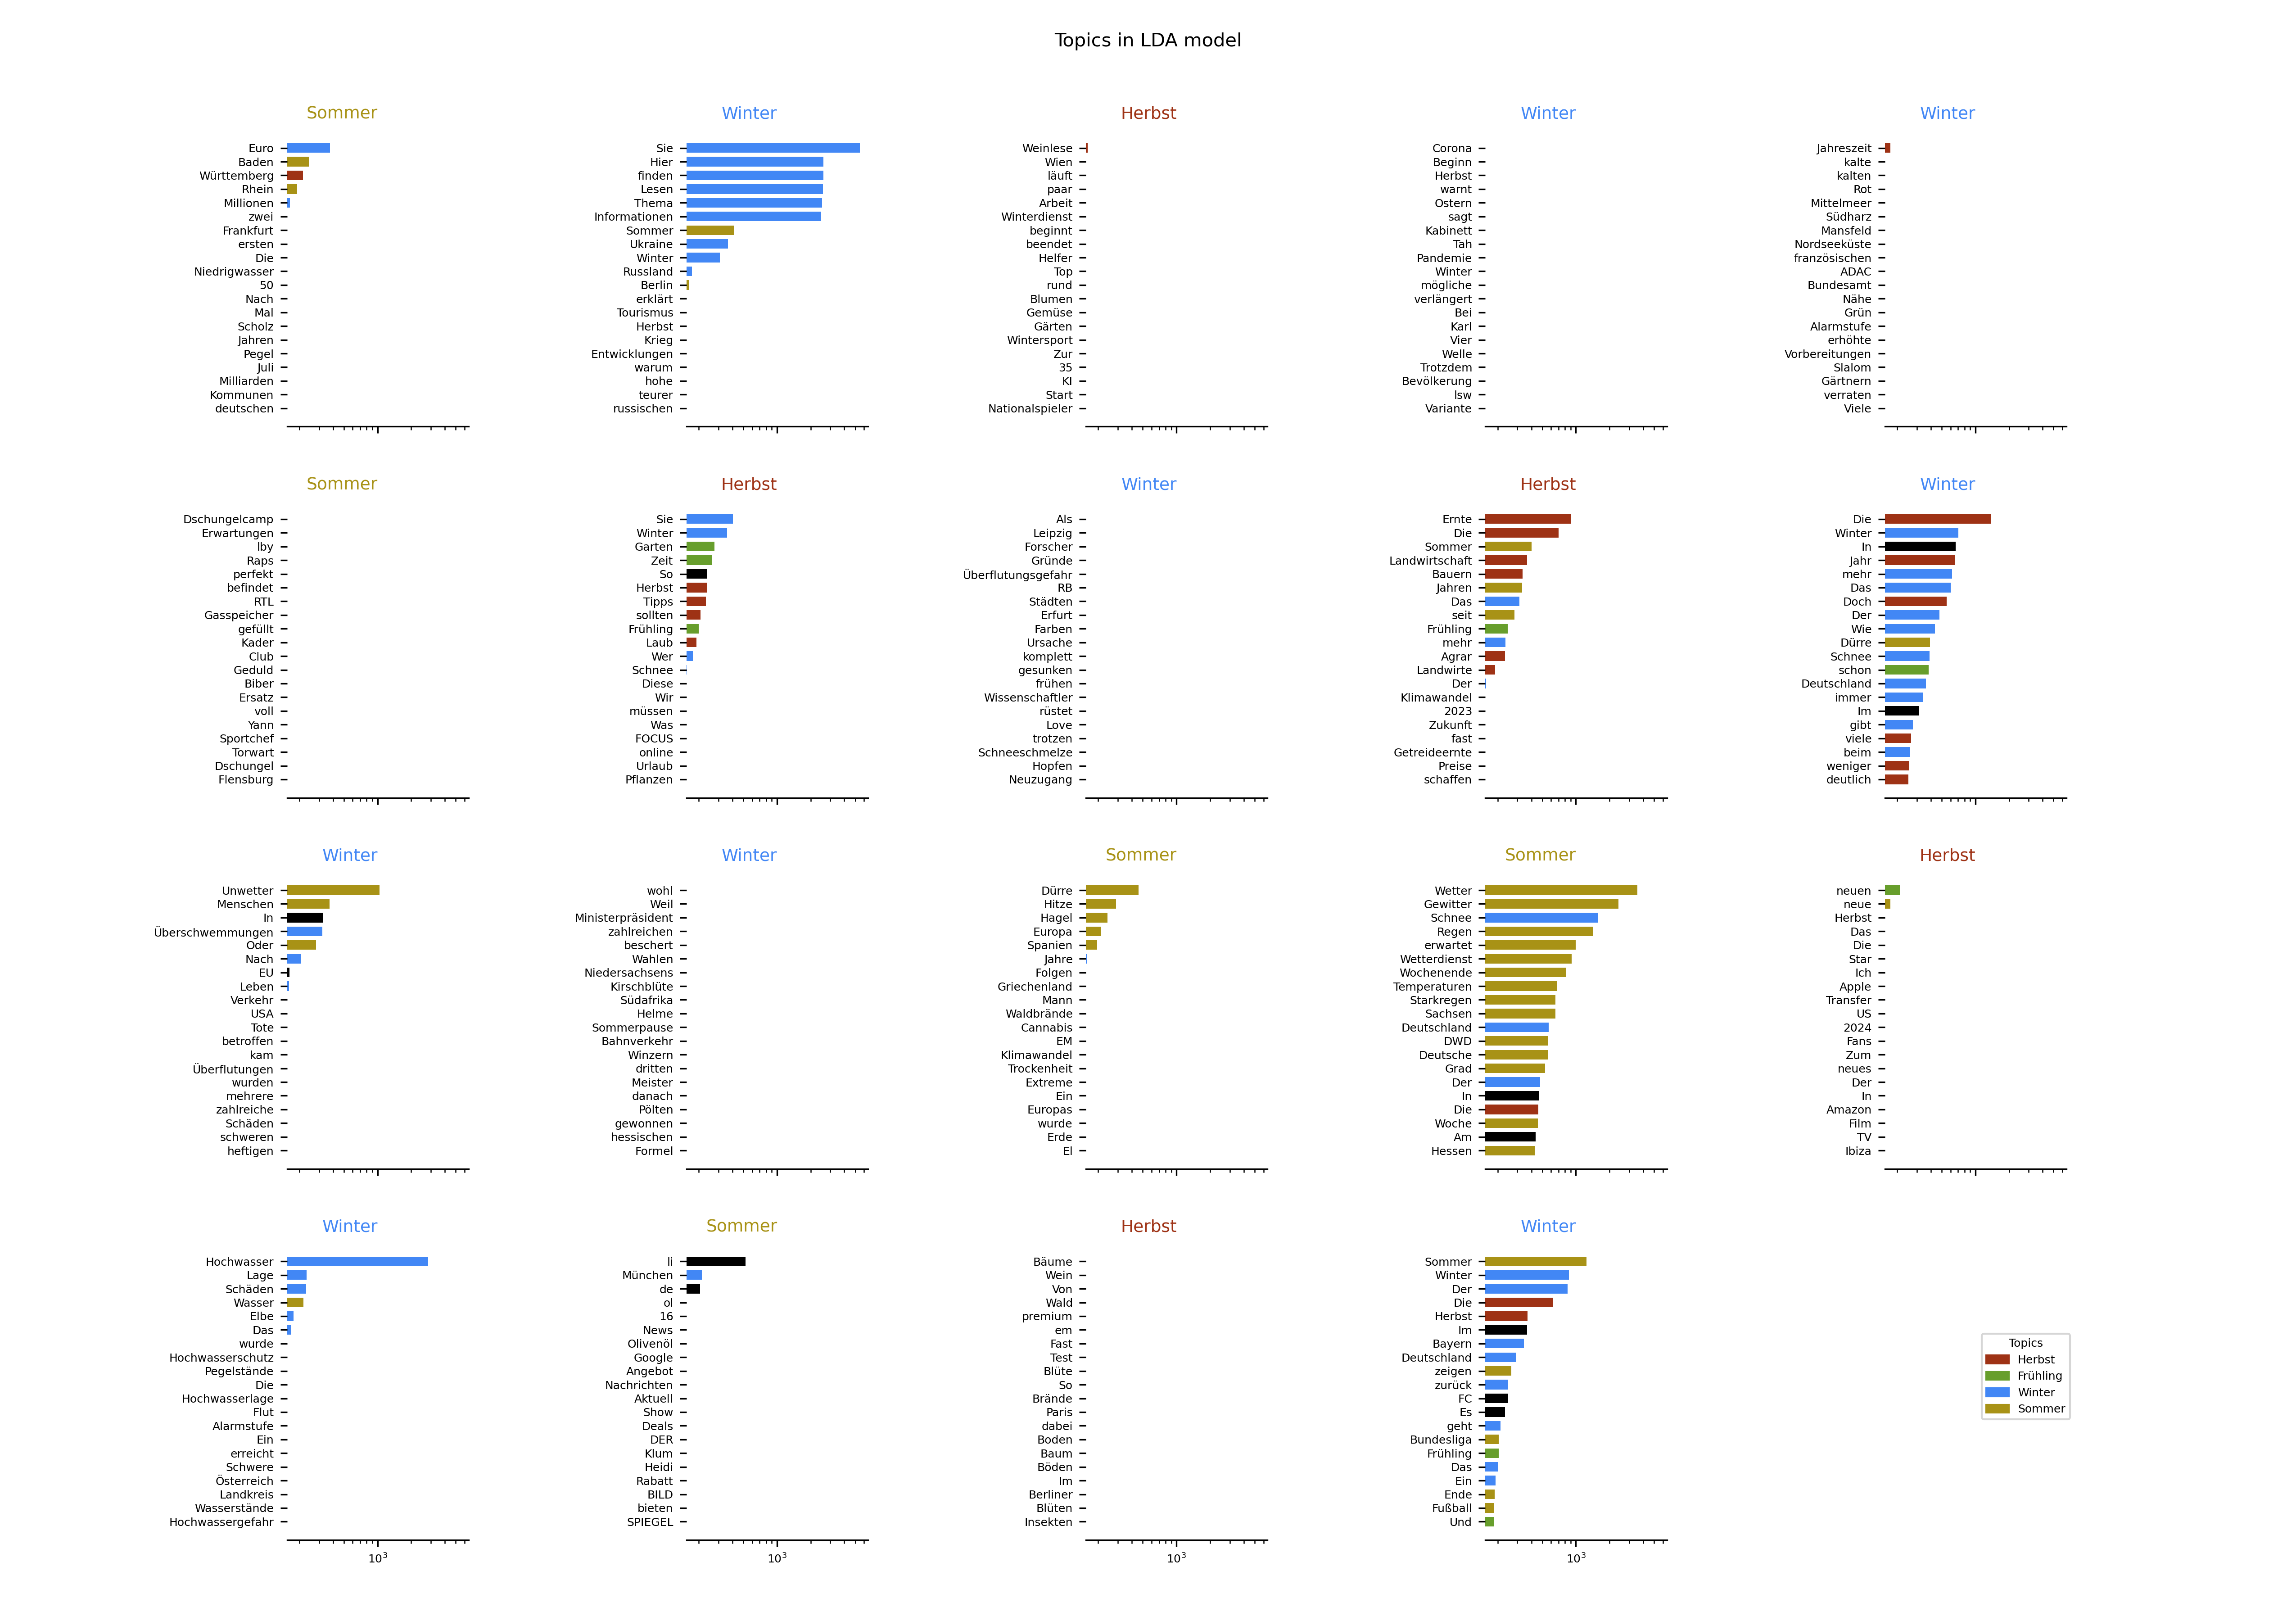 Topics in LDA model
Sommer
Euro
Baden
Württemberg
Rhein
Millionen
zwei
Frankfurt
ersten
Die
Niedrigwasser
50
Nach
Mal
Scholz
Jahren
Pegel
Juli
Milliarden
Kommunen
deutschen
Winter
Sie
Hier
finden
Lesen
Thema
Informationen
Sommer
Ukraine
Winter
Russland
Berlin
erklärt
Tourismus
Herbst
Krieg
Entwicklungen
warum
hohe
teurer
russischen
Herbst
Weinlese
Wien
läuft
paar
Arbeit
Winterdienst
beginnt
beendet
Helfer
Top
rund
Blumen
Gemüse
Gärten
Wintersport
Zur
35
KI
Start
Nationalspieler
Winter
Corona
Beginn
Herbst
warnt
Ostern
sagt
Kabinett
Tah
Pandemie
Winter
mögliche
verlängert
Bei
Karl
Vier
Welle
Trotzdem
Bevölkerung
lsw
Variante
Winter
Jahreszeit
kalte
kalten
Rot
Mittelmeer
Südharz
Mansfeld
Nordseeküste
französischen
ADAC
Bundesamt
Nähe
Grün
Alarmstufe
erhöhte
Vorbereitungen
Slalom
Gärtnern
verraten
Viele
Sommer
Dschungelcamp
Erwartungen
lby
Raps
perfekt
befindet
RTL
Gasspeicher
gefüllt
Kader
Club
Geduld
Biber
Ersatz
voll
Yann
Sportchef
Torwart
Dschungel
Flensburg
Herbst
Sie
Winter
Garten
Zeit
So
Herbst
Tipps
sollten
Frühling
Laub
Wer
Schnee
Diese
Wir
müssen
Was
FOCUS
online
Urlaub
Pflanzen
Winter
Als
Leipzig
Forscher
Gründe
Überflutungsgefahr
RB
Städten
Erfurt
Farben
Ursache
komplett
gesunken
frühen
Wissenschaftler
rüstet
Love
trotzen
Schneeschmelze
Hopfen
Neuzugang
Herbst
Ernte
Die
Sommer
Landwirtschaft
Bauern
Jahren
Das
seit
Frühling
mehr
Agrar
Landwirte
Der
Klimawandel
2023
Zukunft
fast
Getreideernte
Preise
schaffen
Winter
Die
Winter
In
Jahr
mehr
Das
Doch
Der
Wie
Dürre
Schnee
schon
Deutschland
immer
Im
gibt
viele
beim
weniger
deutlich
Winter
Unwetter
Menschen
In
Überschwemmungen
Oder
Nach
EU
Leben
Verkehr
USA
Tote
betroffen
kam
Überflutungen
wurden
mehrere
zahlreiche
Schäden
schweren
heftigen
Winter
wohl
Weil
Ministerpräsident
zahlreichen
beschert
Wahlen
Niedersachsens
Kirschblüte
Südafrika
Helme
Sommerpause
Bahnverkehr
Winzern
dritten
Meister
danach
Pölten
gewonnen
hessischen
Formel
Sommer
Dürre
Hitze
Hagel
Europa
Spanien
Jahre
Folgen
Griechenland
Mann
Waldbrände
Cannabis
EM
Klimawandel
Trockenheit
Extreme
Ein
Europas
wurde
Erde
El
Sommer
Wetter
Gewitter
Schnee
Regen
erwartet
Wetterdienst
Wochenende
Temperaturen
Starkregen
Sachsen
Deutschland
DWD
Deutsche
Grad
Der
In
Die
Woche
Am
Hessen
Herbst
neuen
neue
Herbst
Das
Die
Star
Ich
Apple
Transfer
US
2024
Fans
Zum
neues
Der
In
Amazon
Film
TV
Ibiza
Winter
Hochwasser
Lage
Schäden
Wasser
Elbe
Das
wurde
Hochwasserschutz
Pegelstände
Die
Hochwasserlage
Flut
Alarmstufe
Ein
erreicht
Schwere
Österreich
Landkreis
Wasserstände
Hochwassergefahr
10³
Sommer
li
München
de
ol
16
News
Olivenöl
Google
Angebot
Nachrichten
Aktuell
Show
Deals
DER
Klum
Heidi
Rabatt
BILD
bieten
SPIEGEL
10³
Herbst
Bäume
Wein
Von
Wald
premium
em
Fast
Test
Blüte
So
Brände
Paris
dabei
Boden
Baum
Böden
Im
Berliner
Blüten
Insekten
10³
Winter
Sommer
Winter
Der
Die
Herbst
Im
Bayern
Deutschland
zeigen
zurück
FC
Es
geht
Bundesliga
Frühling
Das
Ein
Ende
Fußball
Und
10³
Topics
Herbst
Frühling
Winter
Sommer